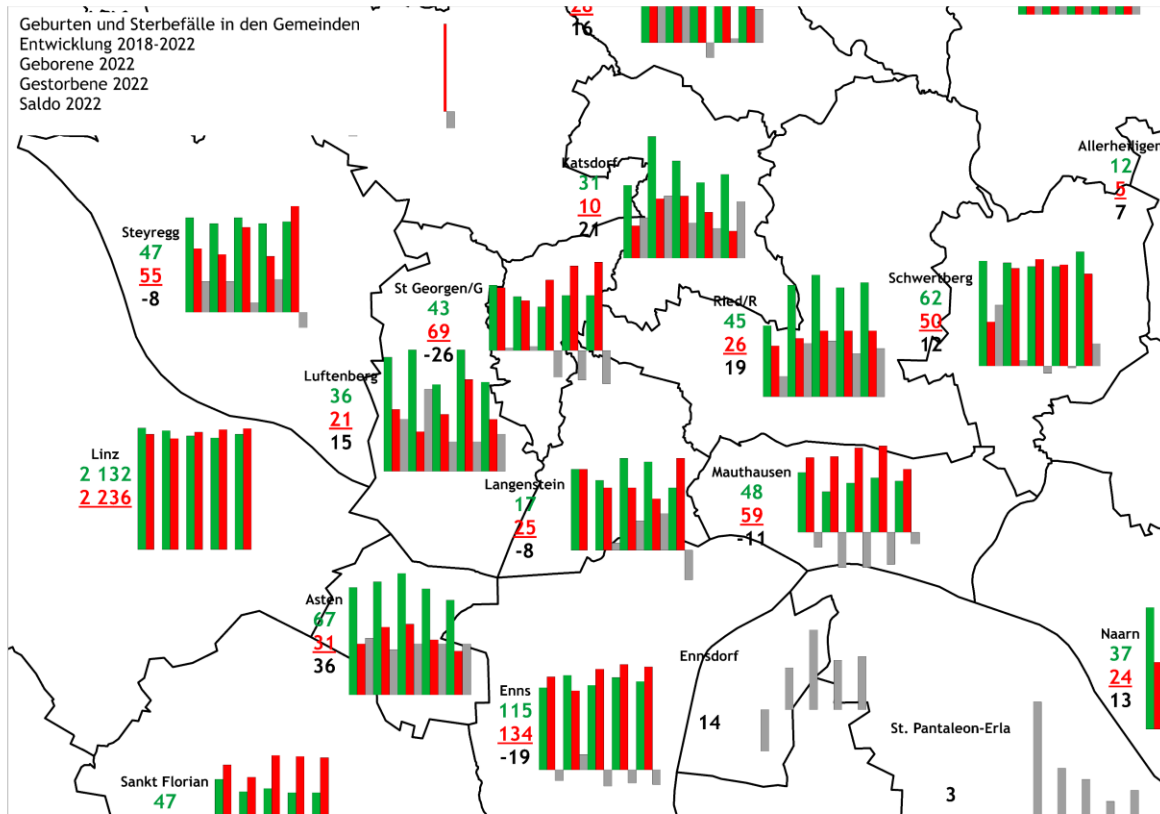 Geburten und Sterbefälle in den Gemeinden
Entwicklung 2018-2022
Geborene 2022
Gestorbene 2022
Saldo 2022
28
16
Katsdorf
31
10
21
Allerheiligen
12
5
7
Steyregg
47
55
-8
St Georgen/G
43
69
-26
Ried/R
45
26
19
Schwertberg
62
50
12
Luftenberg
36
21
15
Linz
2 132
2 236
Langenstein
17
25
-8
Mauthausen
48
59
-11
Asten
67
31
36
Enns
115
134
-19
Ennsdorf
14
Naarn
37
24
13
St. Pantaleon-Erla
3
Sankt Florian
47